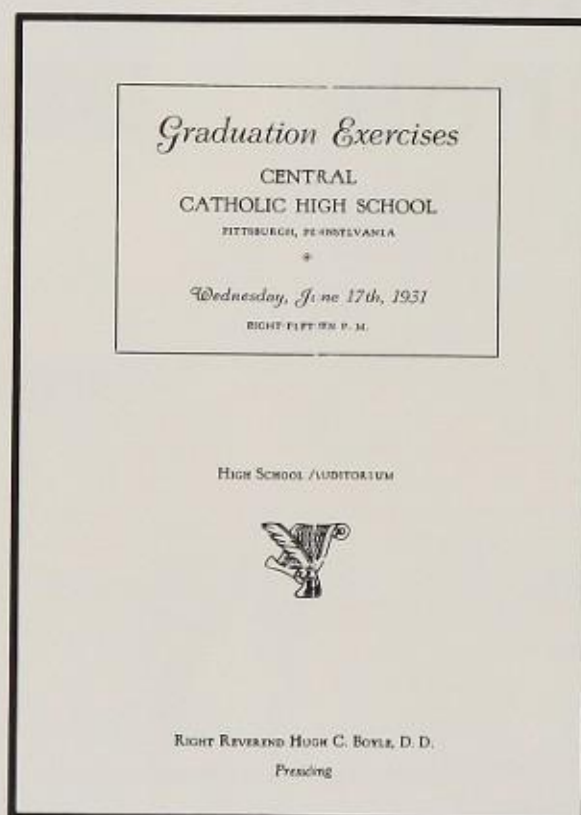 Graduation Exercises
CENTRAL
CATHOLIC HIGH SCHOOL
PITTSBURGH, PENNSYLVANIA
Wednesday, June 17th, 1931
EIGHT-FIFTEEN P. M.
HIGH SCHOOL AUDITORIUM
RIGHT REVEREND HUGH C. BOYLE, D. D.
Presiding